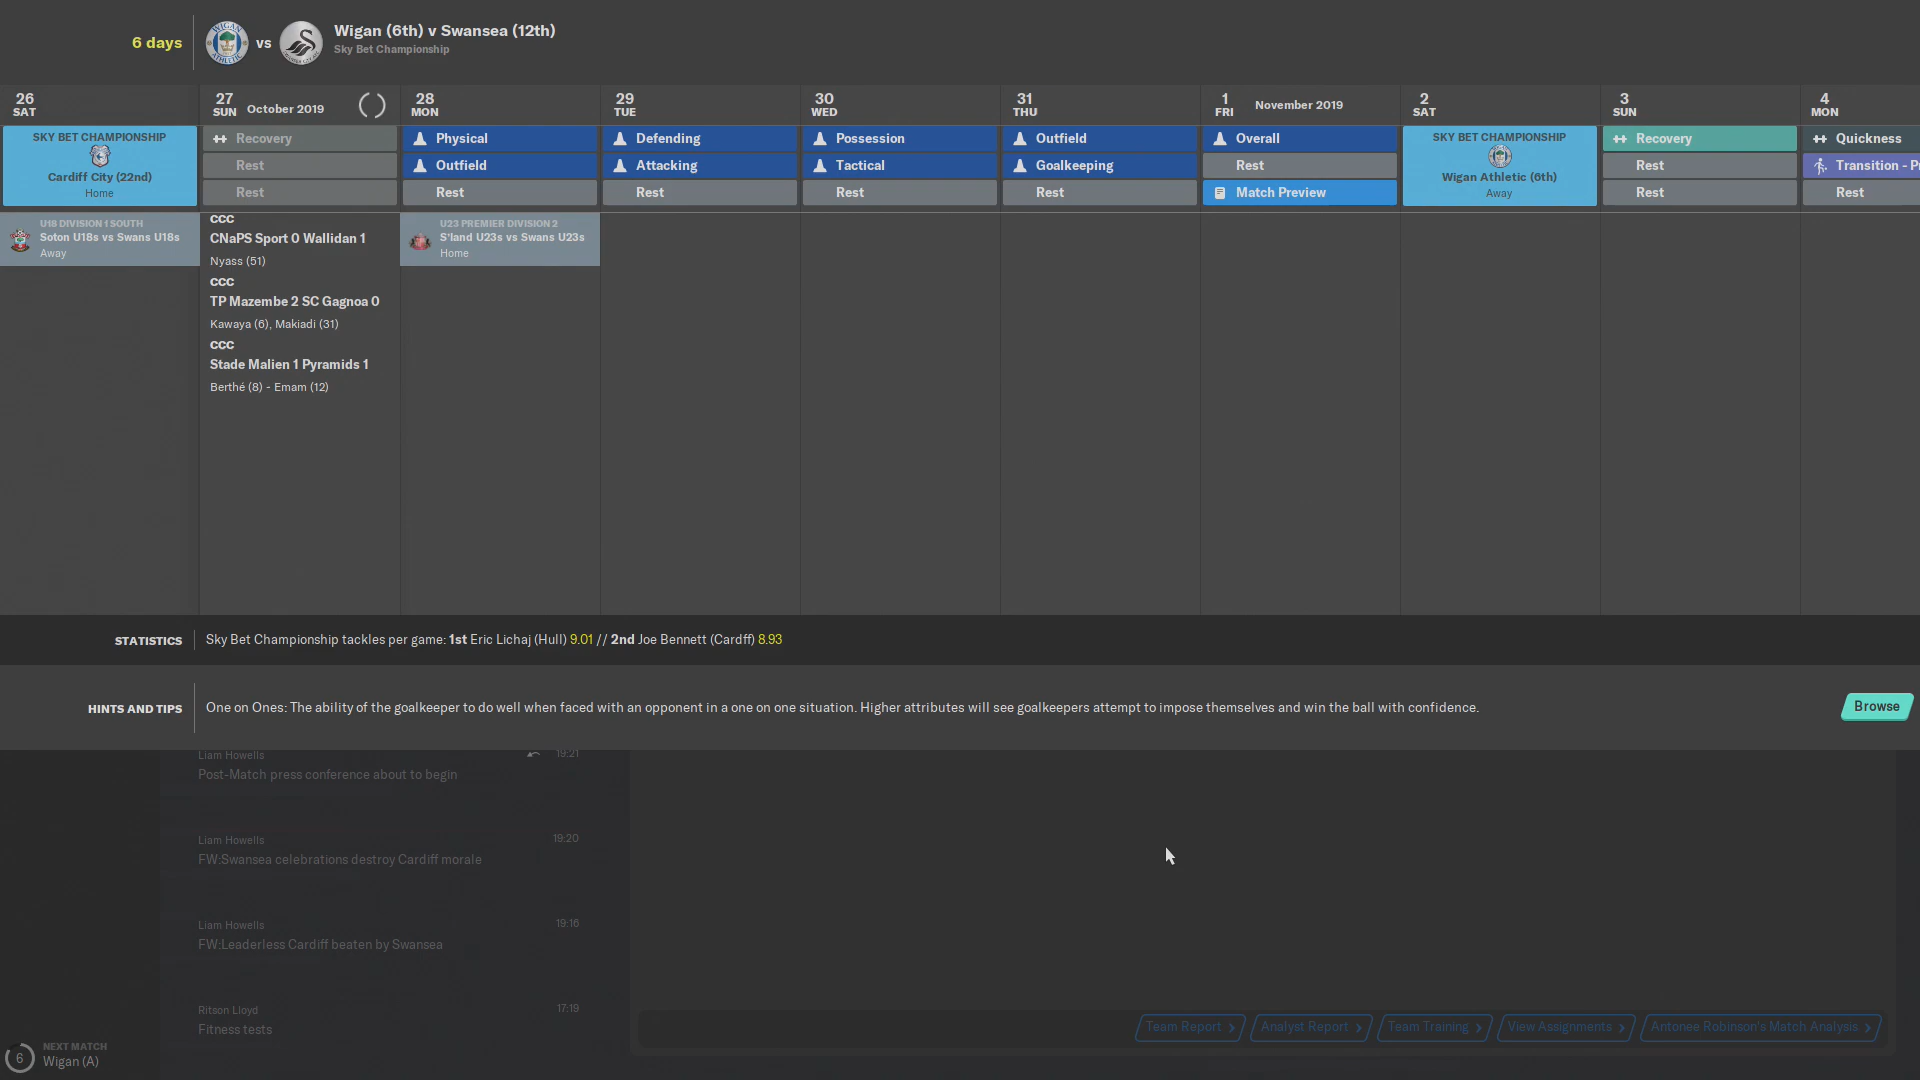 6 days
vs
Wigan (6th) v Swansea (12th)
Sky Bet Championship
26
SAT
27
SUN
October 2019
28
MON
29
TUE
30
WED
31
THU
1
FRI
November 2019
2
SAT
3
SUN
4
MON
SKY BET CHAMPIONSHIP
Cardiff City (22nd)
Home
Recovery
Rest
Rest
Physical
Outfield
Rest
Defending
Attacking
Rest
Possession
Tactical
Rest
Outfield
Goalkeeping
Rest
Overall
Rest
Match Preview
SKY BET CHAMPIONSHIP
Wigan Athletic (6th)
Away
Recovery
Rest
Rest
Quickness
Transition - Pr
Rest
U18 DIVISION 1 SOUTH
Soton U18s vs Swans U18s
Away
CCC
CNaPS Sport 0 Wallidan 1
Nyass (51)
CCC
TP Mazembe 2 SC Gagnoa 0
Kawaya (6), Makiadi (31)
CCC
Stade Malien 1 Pyramids 1
Berthé (8) - Emam (12)
U23 PREMIER DIVISION 2
S'land U23s vs Swans U23s
Home
STATISTICS
Sky Bet Championship tackles per game: 1st Eric Lichaj (Hull) 9.01 // 2nd Joe Bennett (Cardff) 8.93
HINTS AND TIPS
One on Ones: The ability of the goalkeeper to do well when faced with an opponent in a one on one situation. Higher attributes will see goalkeepers attempt to impose themselves and win the ball with confidence.
Browse
Liam Howells
19:21
Post-Match press conference about to begin
Liam Howells
19:20
FW:Swansea celebrations destroy Cardiff morale
Liam Howells
19:16
FW:Leaderless Cardiff beaten by Swansea
Ritson Lloyd
17:19
Fitness tests
Team Report
Analyst Report
Team Training
View Assignments
Antonee Robinson's Match Analysis
6
NEXT MATCH
Wigan (A)